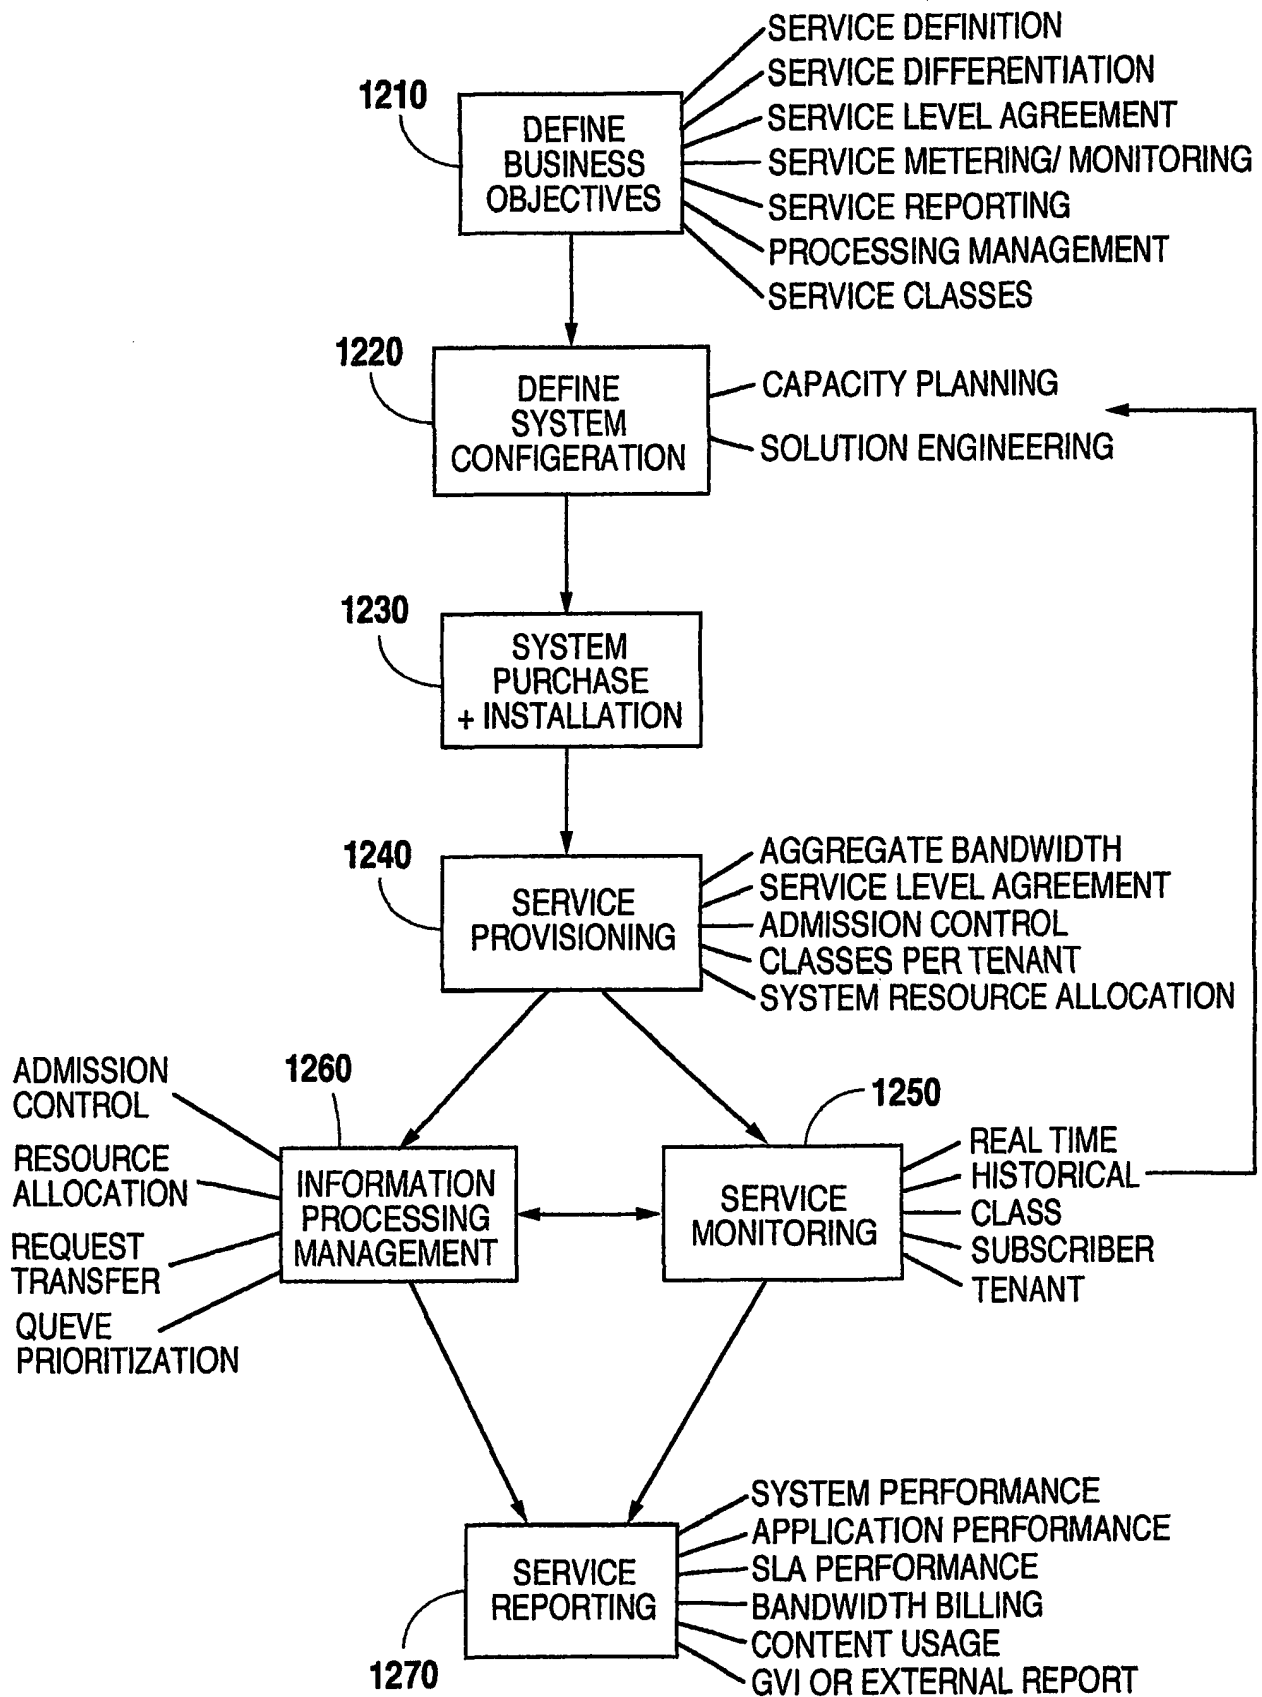 1210
DEFINE
BUSINESS
OBJECTIVES
SERVICE DEFINITION
SERVICE DIFFERENTIATION
SERVICE LEVEL AGREEMENT
SERVICE METERING/ MONITORING
SERVICE REPORTING
PROCESSING MANAGEMENT
SERVICE CLASSES
1220
DEFINE
SYSTEM
CONFIGERATION
CAPACITY PLANNING
SOLUTION ENGINEERING
1230
SYSTEM
PURCHASE
+ INSTALLATION
1240
SERVICE
PROVISIONING
AGGREGATE BANDWIDTH
SERVICE LEVEL AGREEMENT
ADMISSION CONTROL
CLASSES PER TENANT
SYSTEM RESOURCE ALLOCATION
ADMISSION
CONTROL
RESOURCE
ALLOCATION
REQUEST
TRANSFER
QUEVE
PRIORITIZATION
1260
INFORMATION
PROCESSING
MANAGEMENT
1250
SERVICE
MONITORING
REAL TIME
HISTORICAL
CLASS
SUBSCRIBER
TENANT
SERVICE
REPORTING
1270
SYSTEM PERFORMANCE
APPLICATION PERFORMANCE
SLA PERFORMANCE
BANDWIDTH BILLING
CONTENT USAGE
GVI OR EXTERNAL REPORT